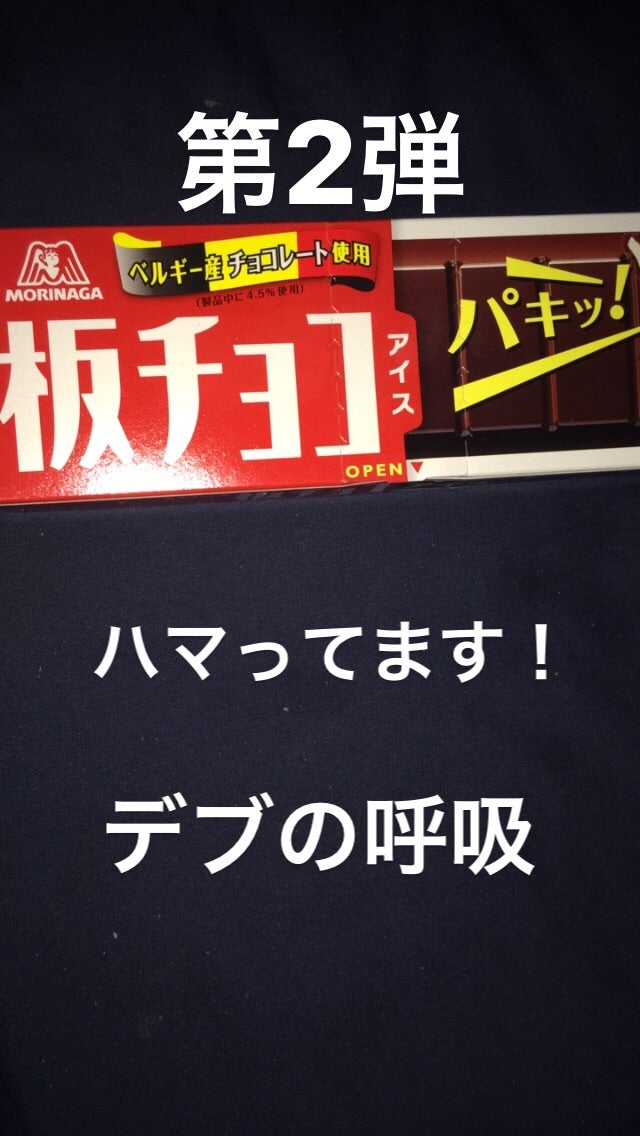 第2弾
MORINAGA
ベルギー産チョコレート使用
(製品中に4.5%使用)
板チョコ
アイス
パキッ!
OPEN
ハマってます！
デブの呼吸